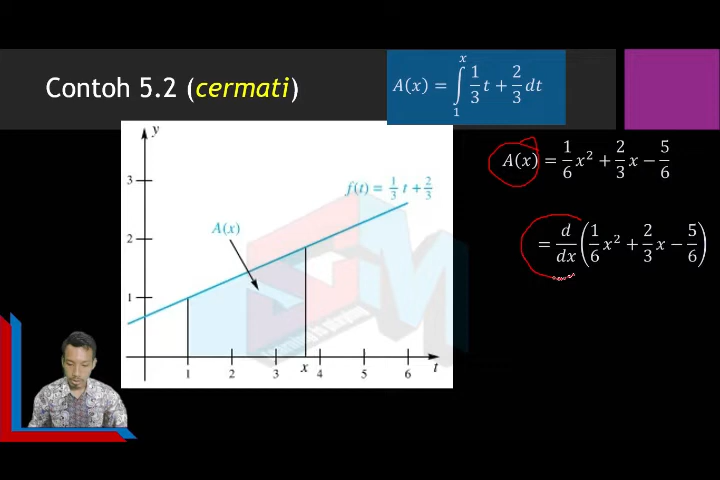 Contoh 5.2 (cermati)
A(x) = ∫₁ˣ 1/3 t + 2/3 dt
A(x) = 1/6 x² + 2/3 x − 5/6
= d/dx (1/6 x² + 2/3 x − 5/6)
y
3
f(t) = 1/3 t + 2/3
A(x)
2
1
1 2 3 x 4 5 6 t